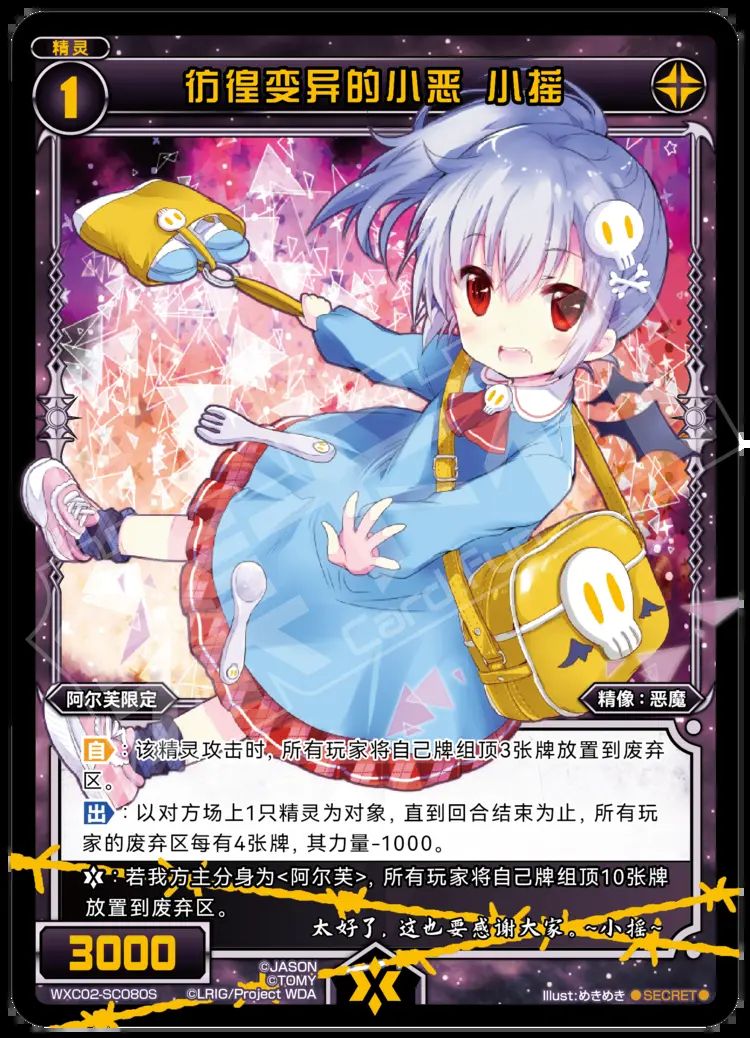 精灵
1
彷徨变异的小恶 小摇
CardGyu
阿尔芙限定
精像:恶魔
自:该精灵攻击时, 所有玩家将自己牌组顶3张牌放置到废弃
区。
出:以对方场上1只精灵为对象, 直到回合结束为止, 所有玩
家的废弃区每有4张牌, 其力量-1000。
:若我方主分身为<阿尔芙>, 所有玩家将自己牌组顶10张牌
放置到废弃区。
太好了, 这也要感谢大家。~小摇~
3000
©JASON
©TOMY
WXC02-SC080S
©LRIG/Project WDA
Illust:めきめき
●SECRET●